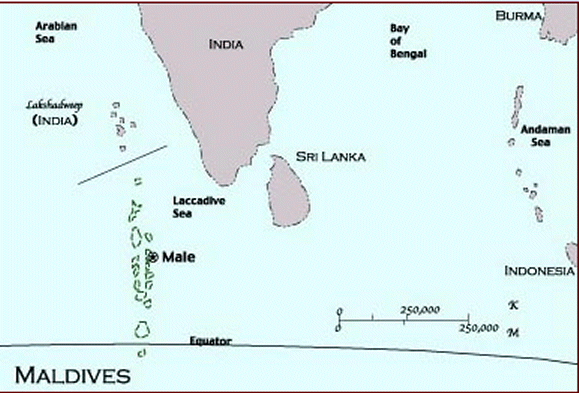 BURMA
Arabian
Sea
INDIA
Bay
of
Bengal
Lakshadweep
(INDIA)
Andaman
Sea
SRI LANKA
Laccadive
Sea
Male
INDONESIA
0 250,000 K
0 250,000 M
Equator
MALDIVES